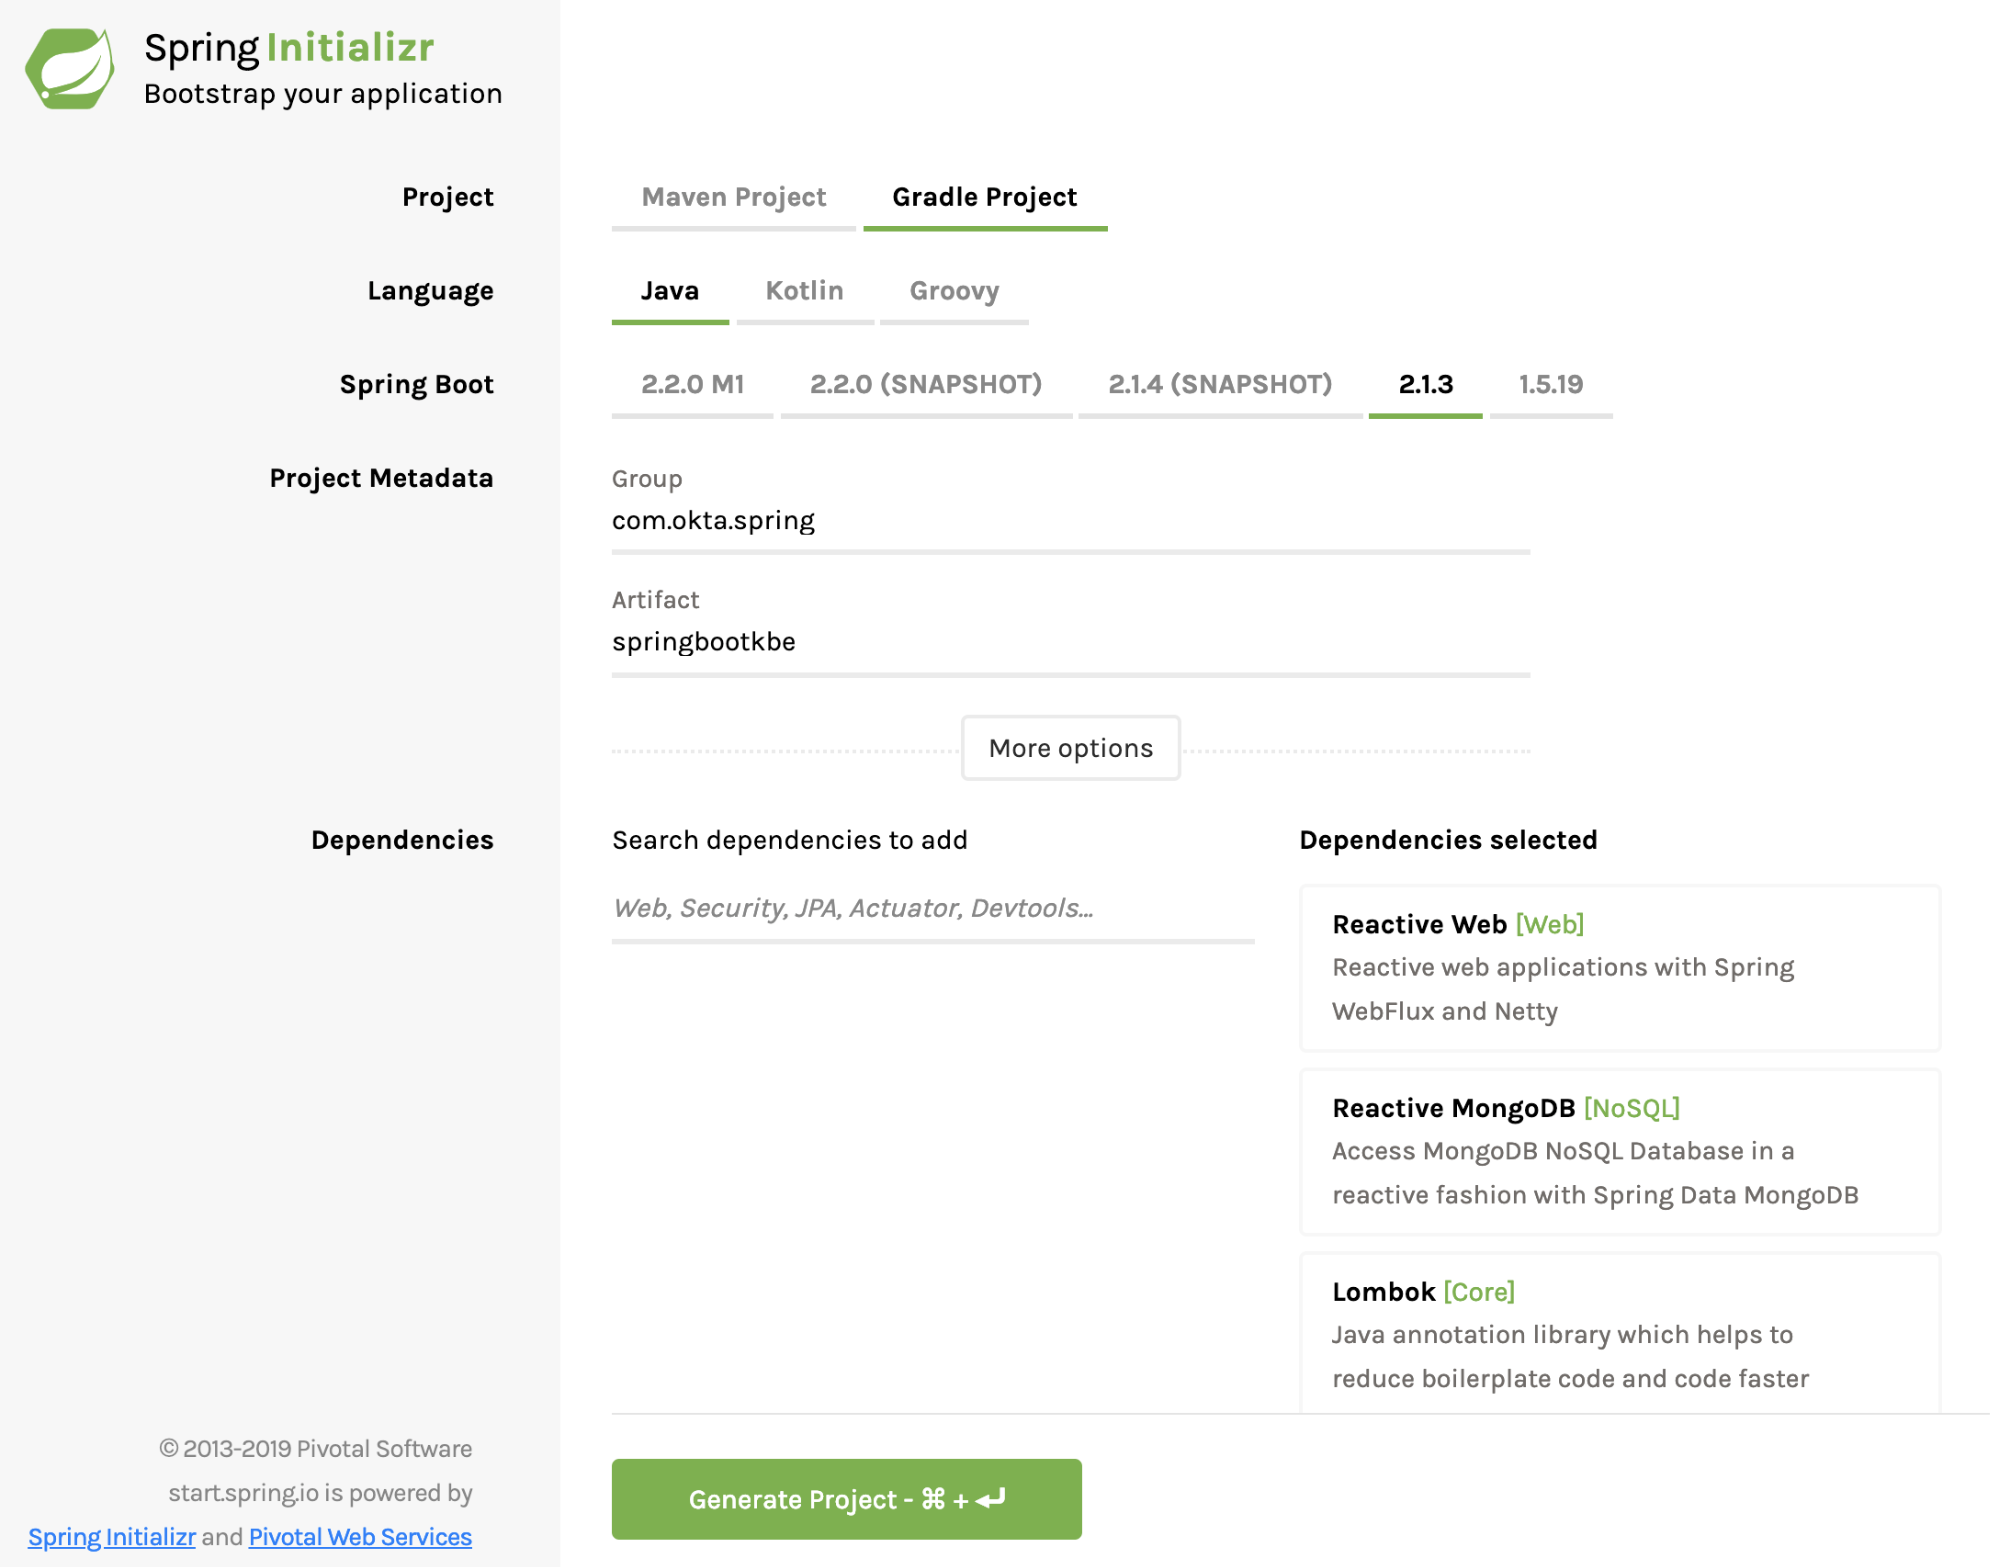 Spring Initializr
Bootstrap your application
Project
Maven Project Gradle Project
Language
Java Kotlin Groovy
Spring Boot
2.2.0 M1 2.2.0 (SNAPSHOT) 2.1.4 (SNAPSHOT) 2.1.3 1.5.19
Project Metadata
Group
com.okta.spring
Artifact
springbootkbe
More options
Dependencies
Search dependencies to add
Web, Security, JPA, Actuator, Devtools...
Dependencies selected
Reactive Web [Web]
Reactive web applications with Spring
WebFlux and Netty
Reactive MongoDB [NoSQL]
Access MongoDB NoSQL Database in a
reactive fashion with Spring Data MongoDB
Lombok [Core]
Java annotation library which helps to
reduce boilerplate code and code faster
© 2013-2019 Pivotal Software
start.spring.io is powered by
Spring Initializr and Pivotal Web Services
Generate Project - ⌘ + ↵